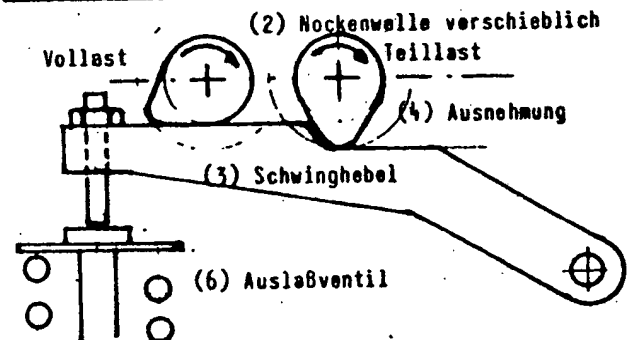 (2) Nockenwelle verschieblich
Vollast
Teillast
(4) Ausnehmung
(3) Schwinghebel
(6) Auslaßventil